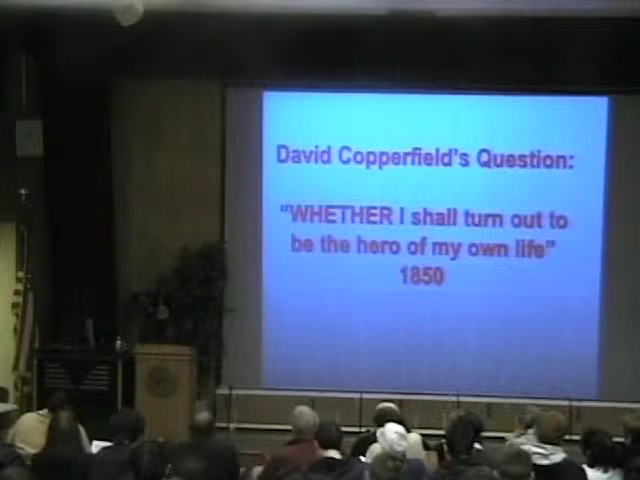 David Copperfield's Question:
"WHETHER I shall turn out to
be the hero of my own life"
1850